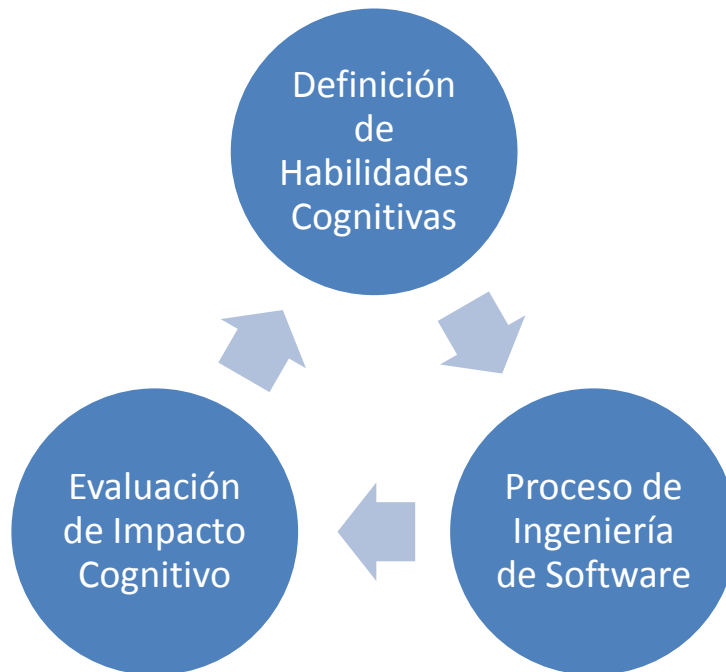 Definición
de
Habilidades
Cognitivas
Evaluación
de Impacto
Cognitivo
Proceso de
Ingeniería
de Software